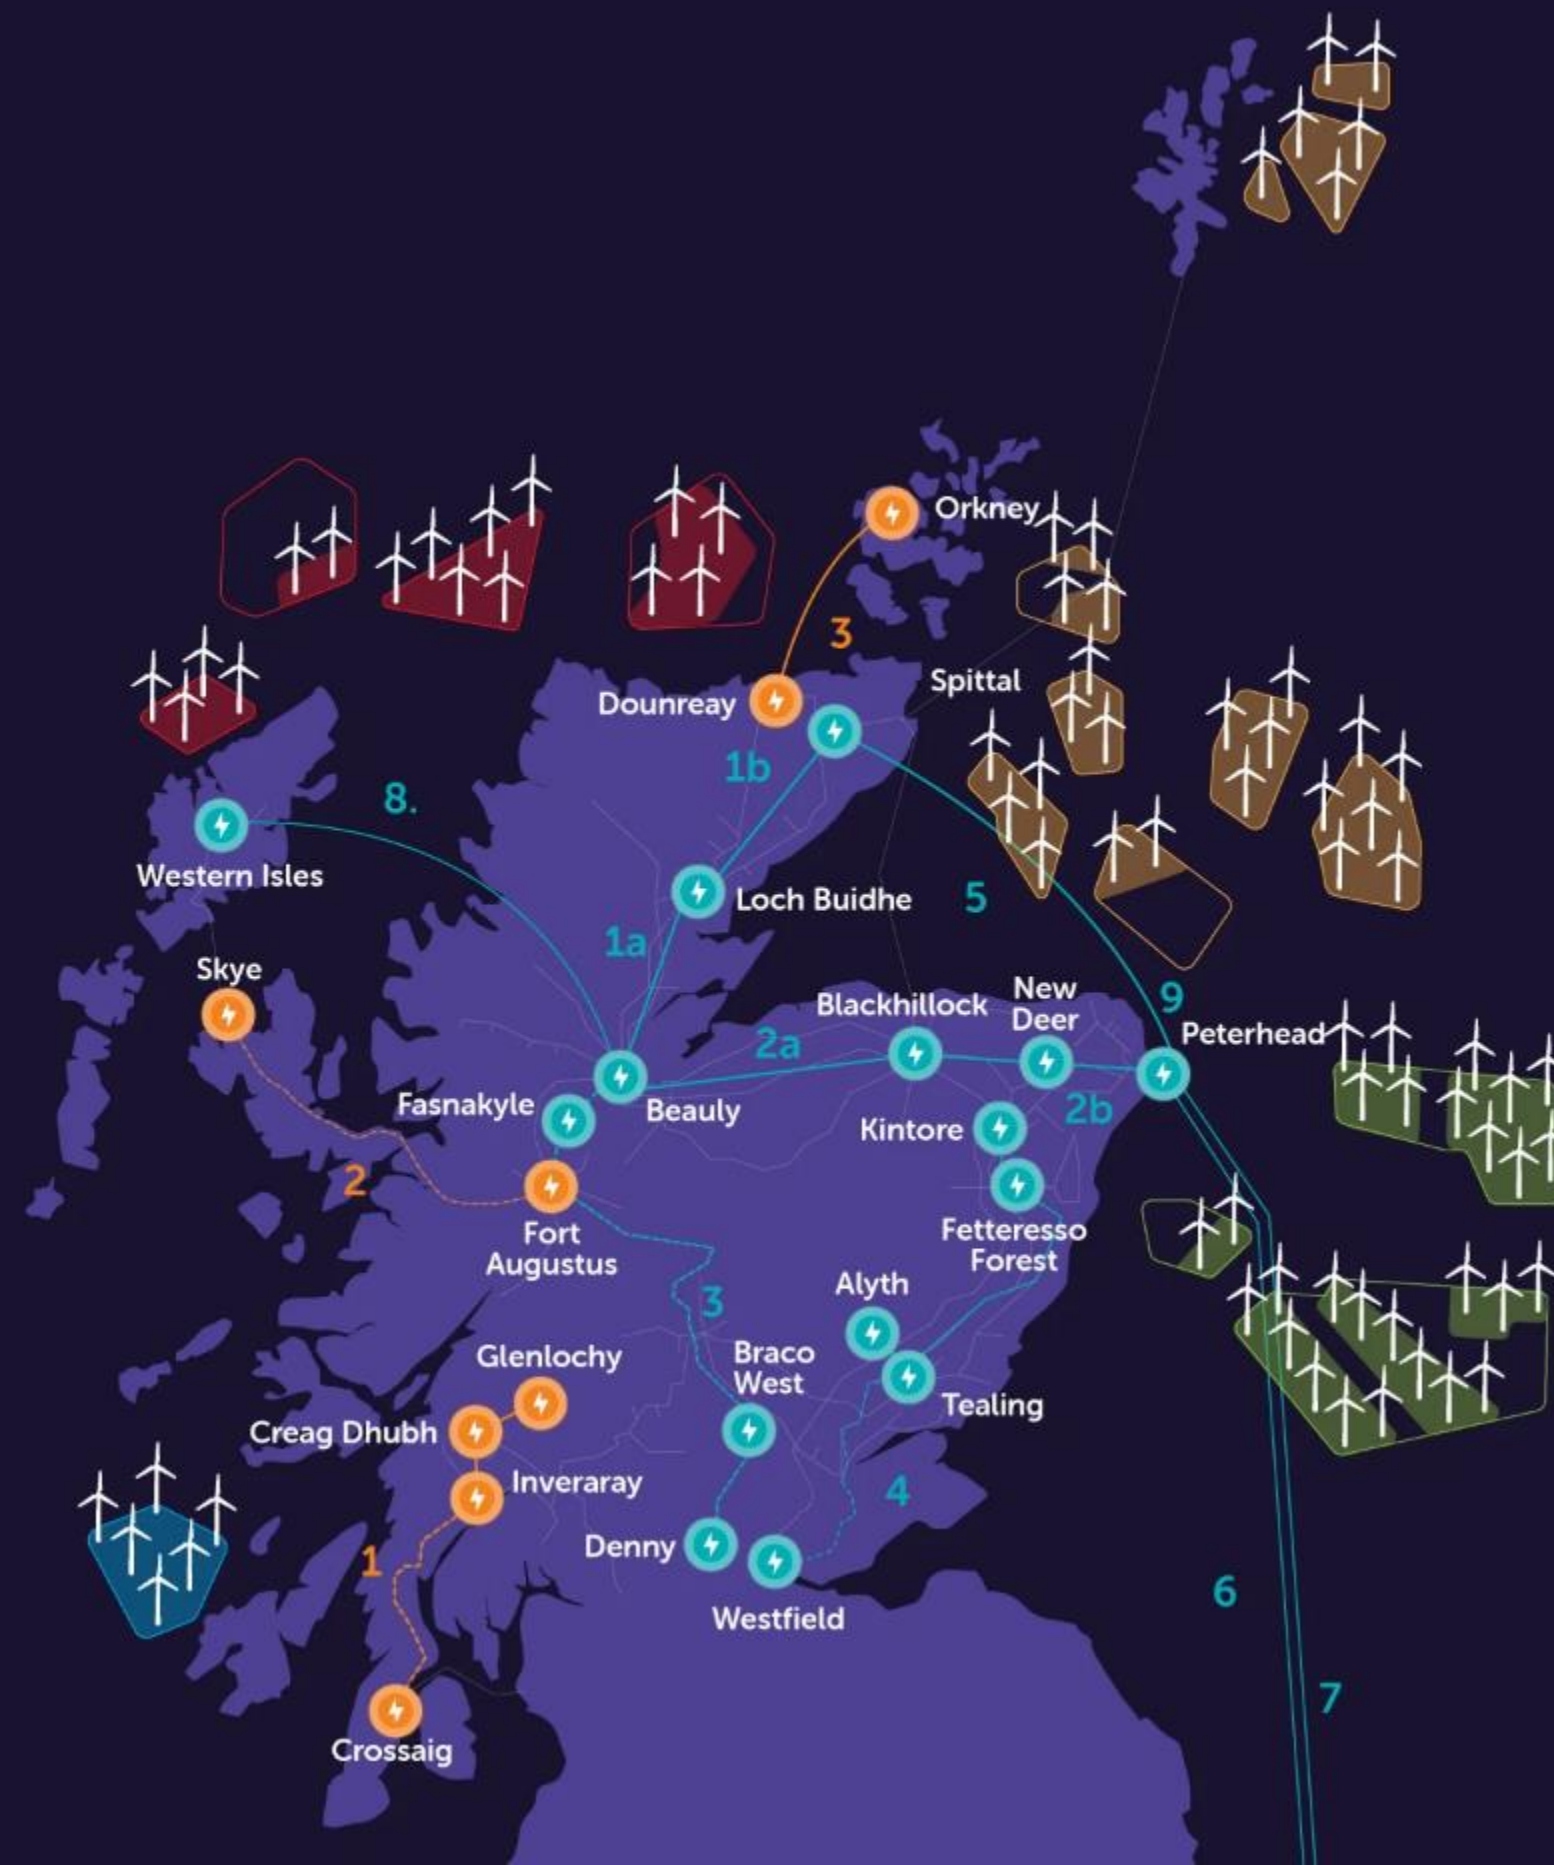 Orkney
3
Spittal
Dounreay
1b
8.
Western Isles
Loch Buidhe
5
1a
Skye
9
New
Deer
Blackhillock
Peterhead
2a
Fasnakyle
Beauly
2b
Kintore
2
Fort
Augustus
Fetteresso
Forest
Alyth
3
Glenlochy
Braco
West
Tealing
Creag Dhubh
Inveraray
4
Denny
1
6
Westfield
7
Crossaig